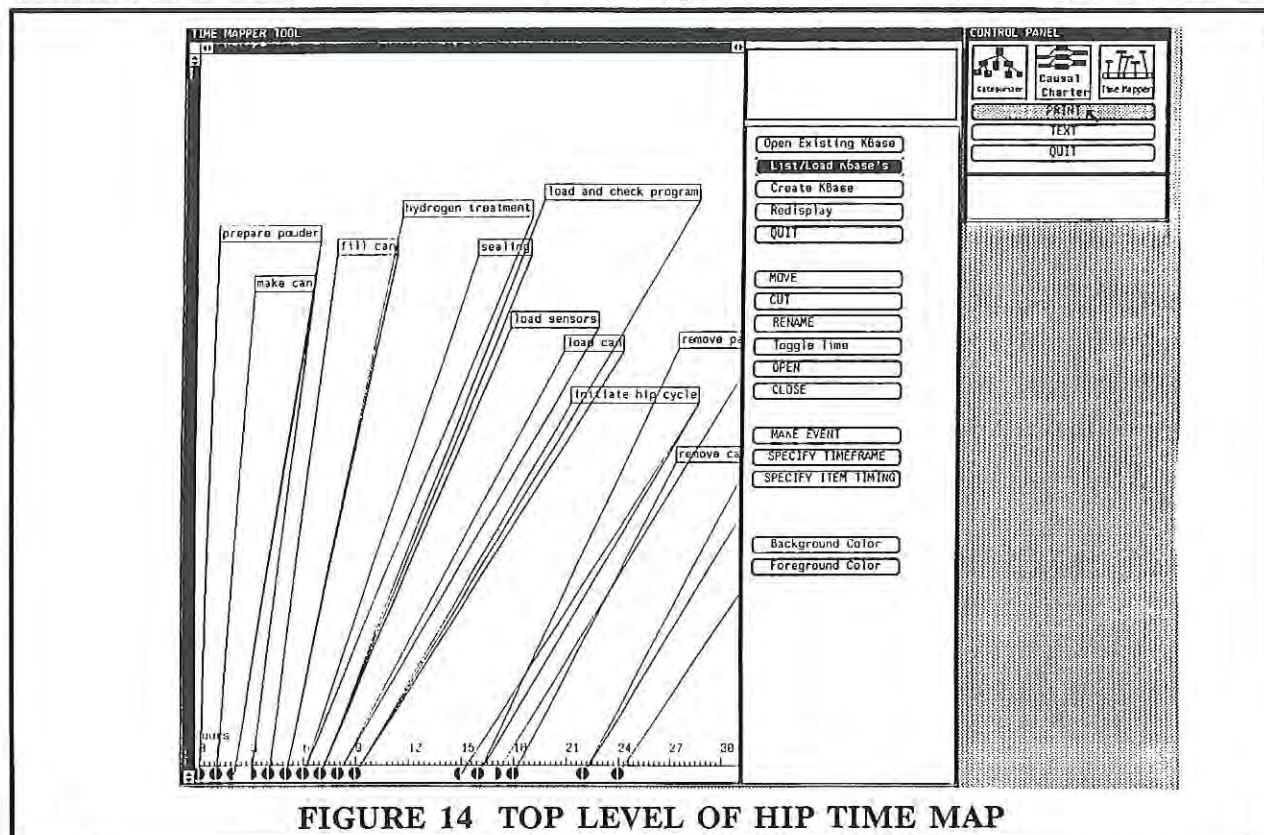 TIME MAPPER TOOL
CONTROL PANEL
Categorizer
Causal
Charter
Time Mapper
PRINT
TEXT
QUIT
Open Existing KBase
List/Load Kbase's
Create KBase
Redisplay
QUIT
MOVE
CUT
RENAME
Toggle Time
OPEN
CLOSE
MAKE EVENT
SPECIFY TIMEFRAME
SPECIFY ITEM TIMING
Background Color
Foreground Color
load and check program
hydrogen treatment
prepare powder
fill can
sealing
make can
load sensors
load can
remove pa
initiate hip cycle
remove ca
6 9 12 15 18 21 24 27 30
FIGURE 14 TOP LEVEL OF HIP TIME MAP